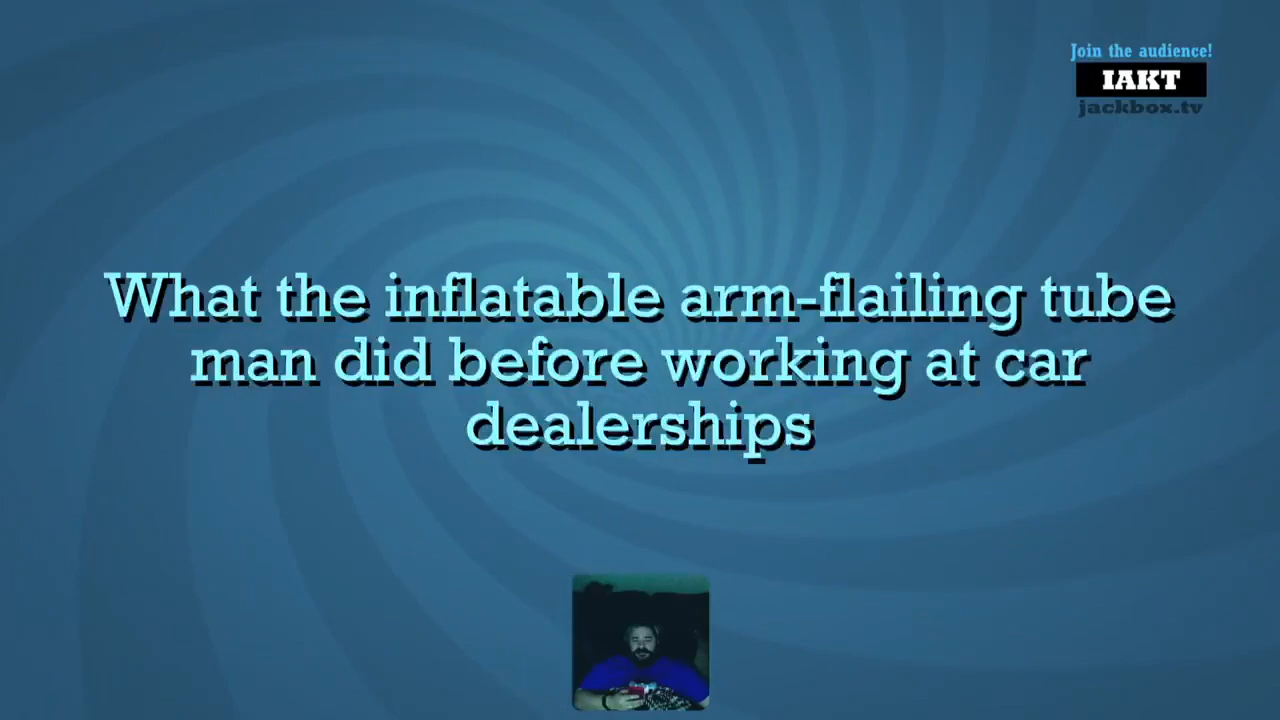 Join the audience!
IAKT
jackbox.tv
What the inflatable arm-flailing tube
man did before working at car
dealerships